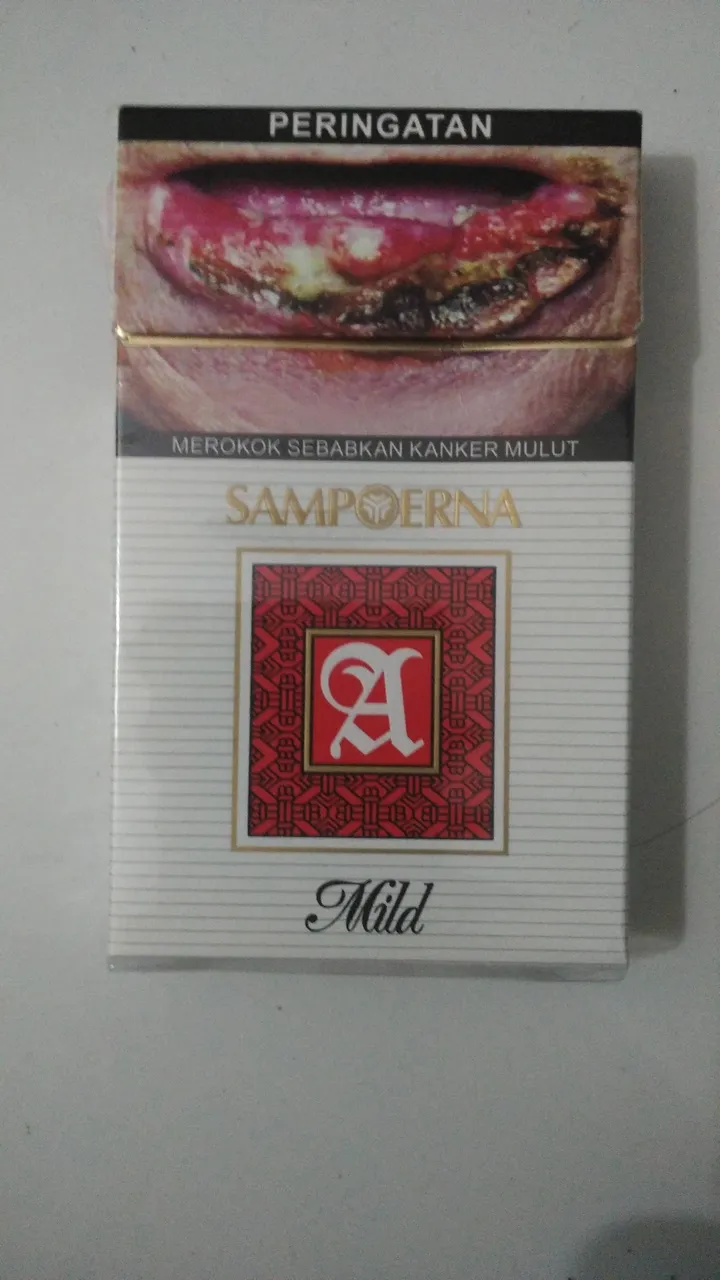 PERINGATAN
MEROKOK SEBABKAN KANKER MULUT
SAMPOERNA
A
Mild